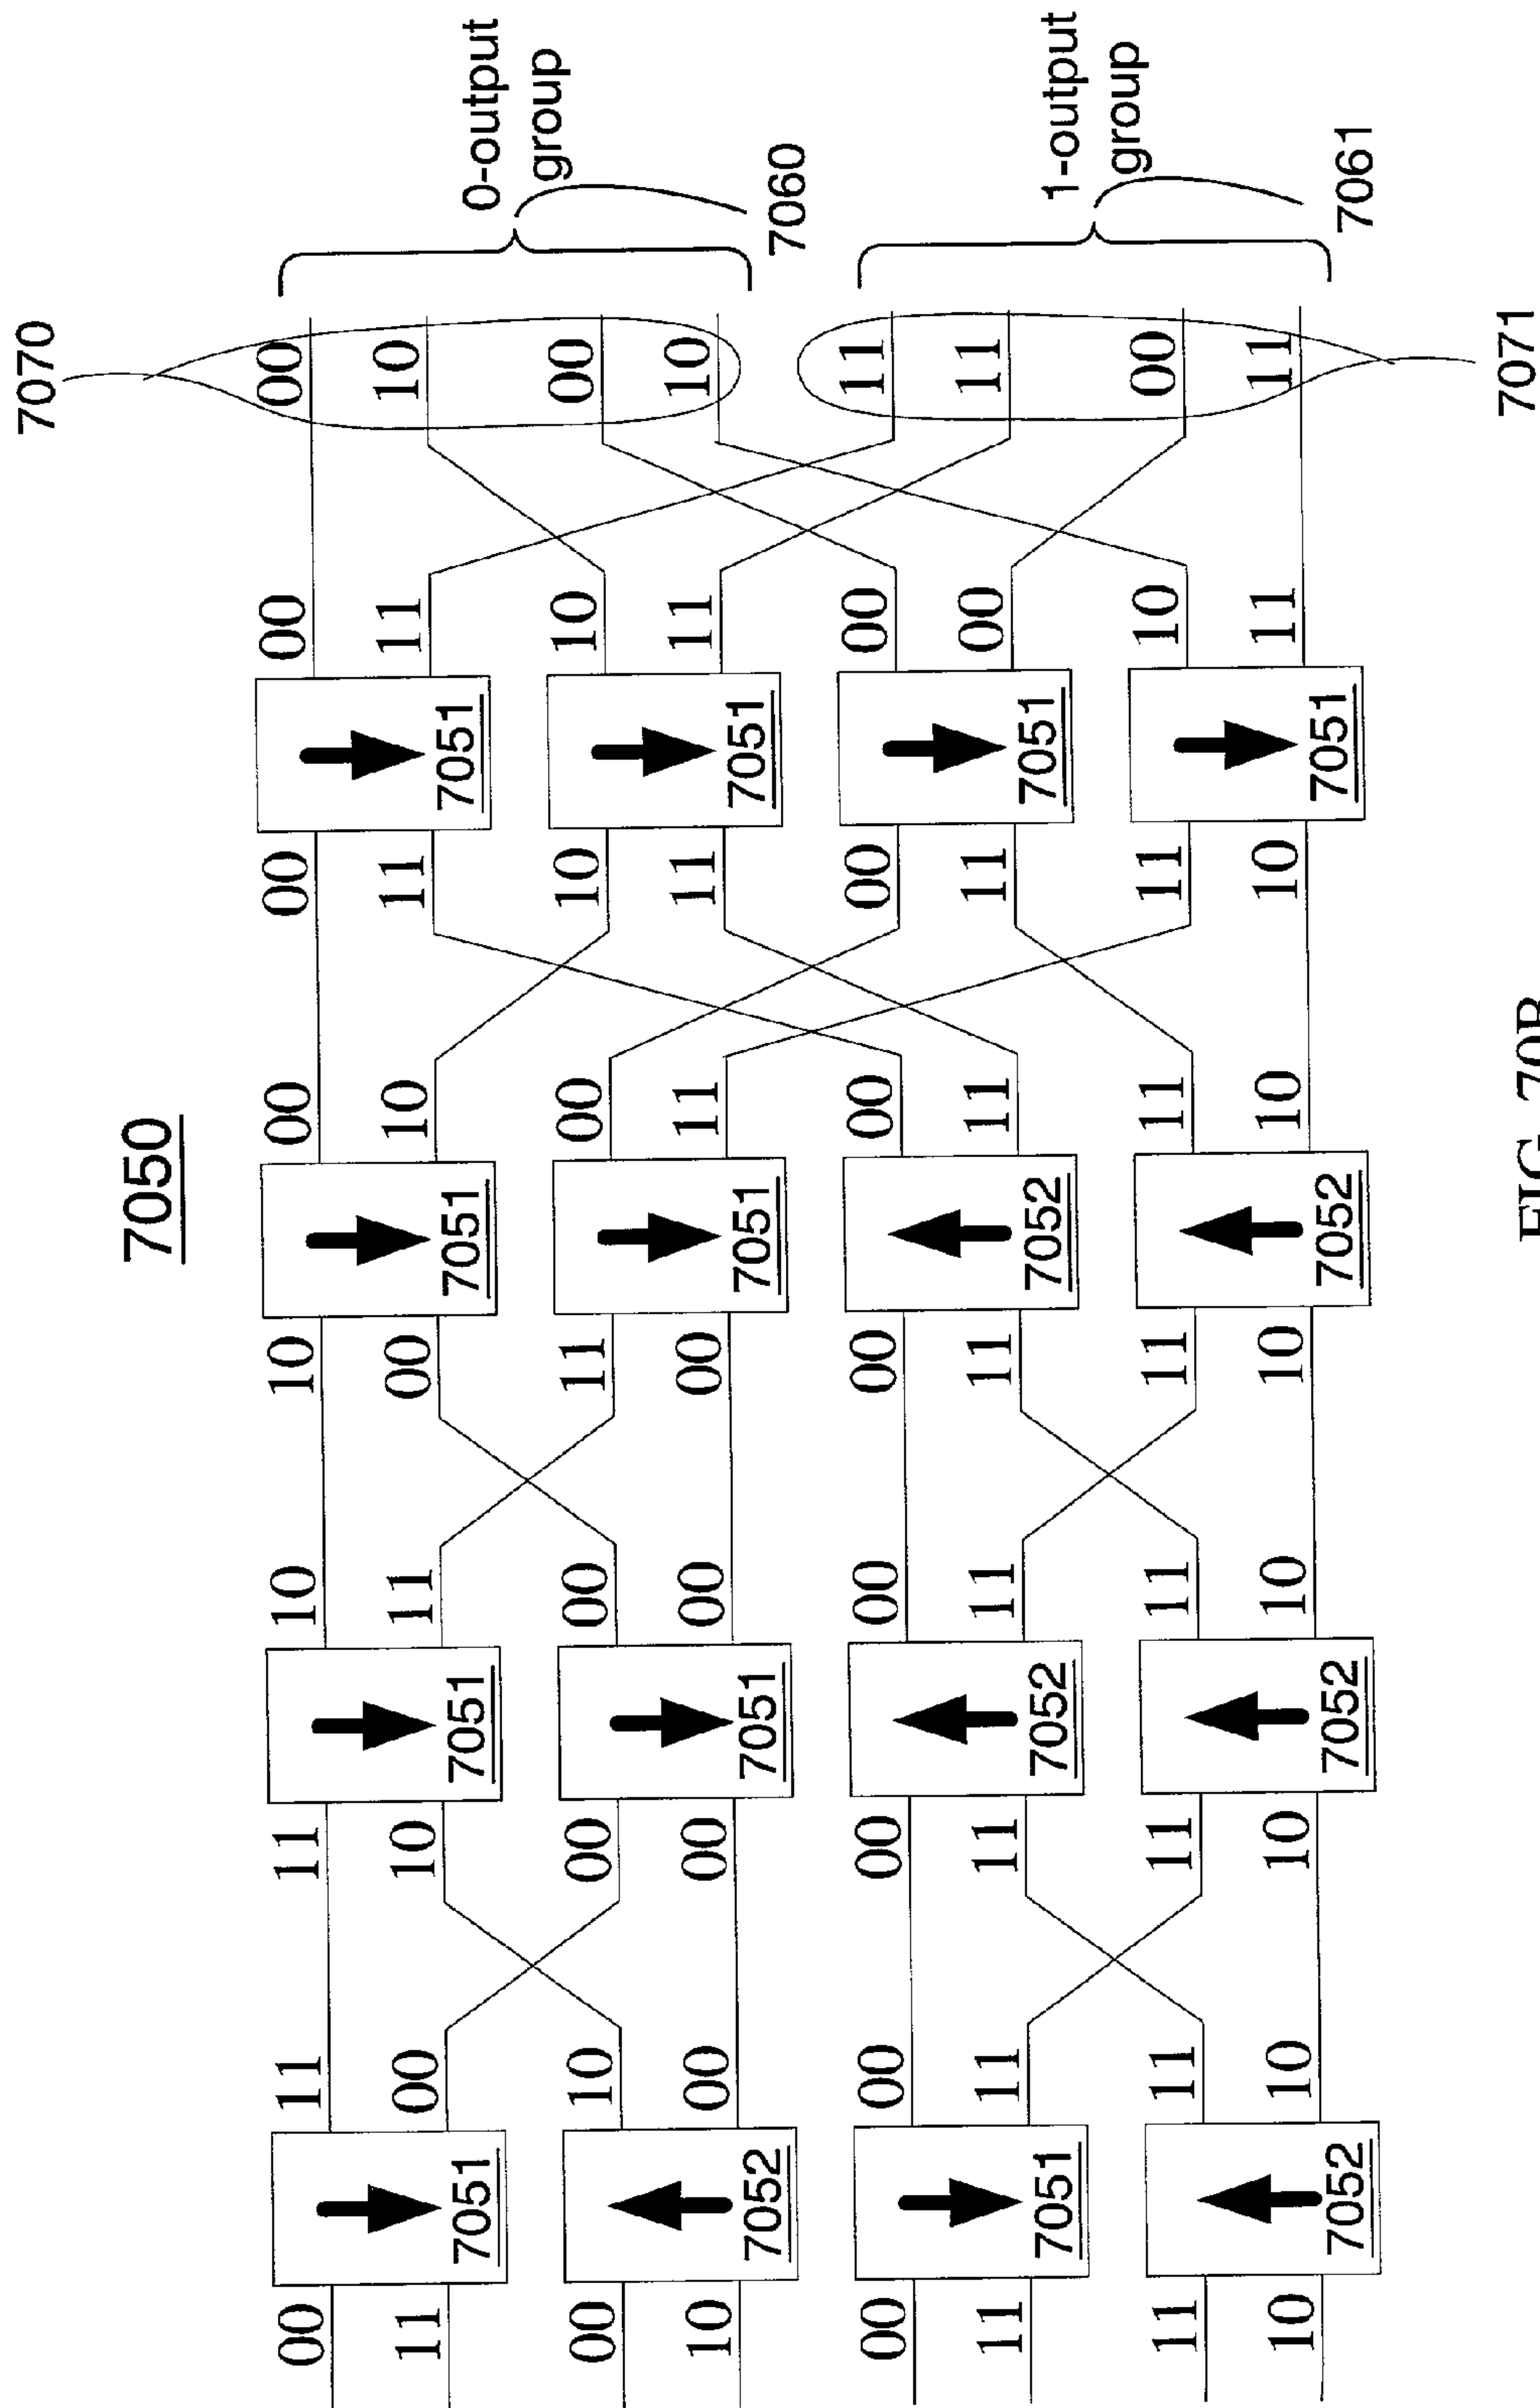 7070
7050
00 11 11 10 10 00 00 00 00
11 00 10 11 00 10 11 11 10
7051 7051 7051 7051
0-output
group
00 10 00 00 11 00 10 10 00
10 00 00 00 00 11 11 11 10
7052 7051 7051 7051
7060
00 00 00 00 00 00 00 00 11
11 11 11 11 11 11 11 00 11
7051 7052 7052 7051
1-output
group
11 11 11 11 11 11 11 10 00
10 10 10 10 10 10 10 11 11
7052 7052 7052 7051
7061
7071
FIG 70B